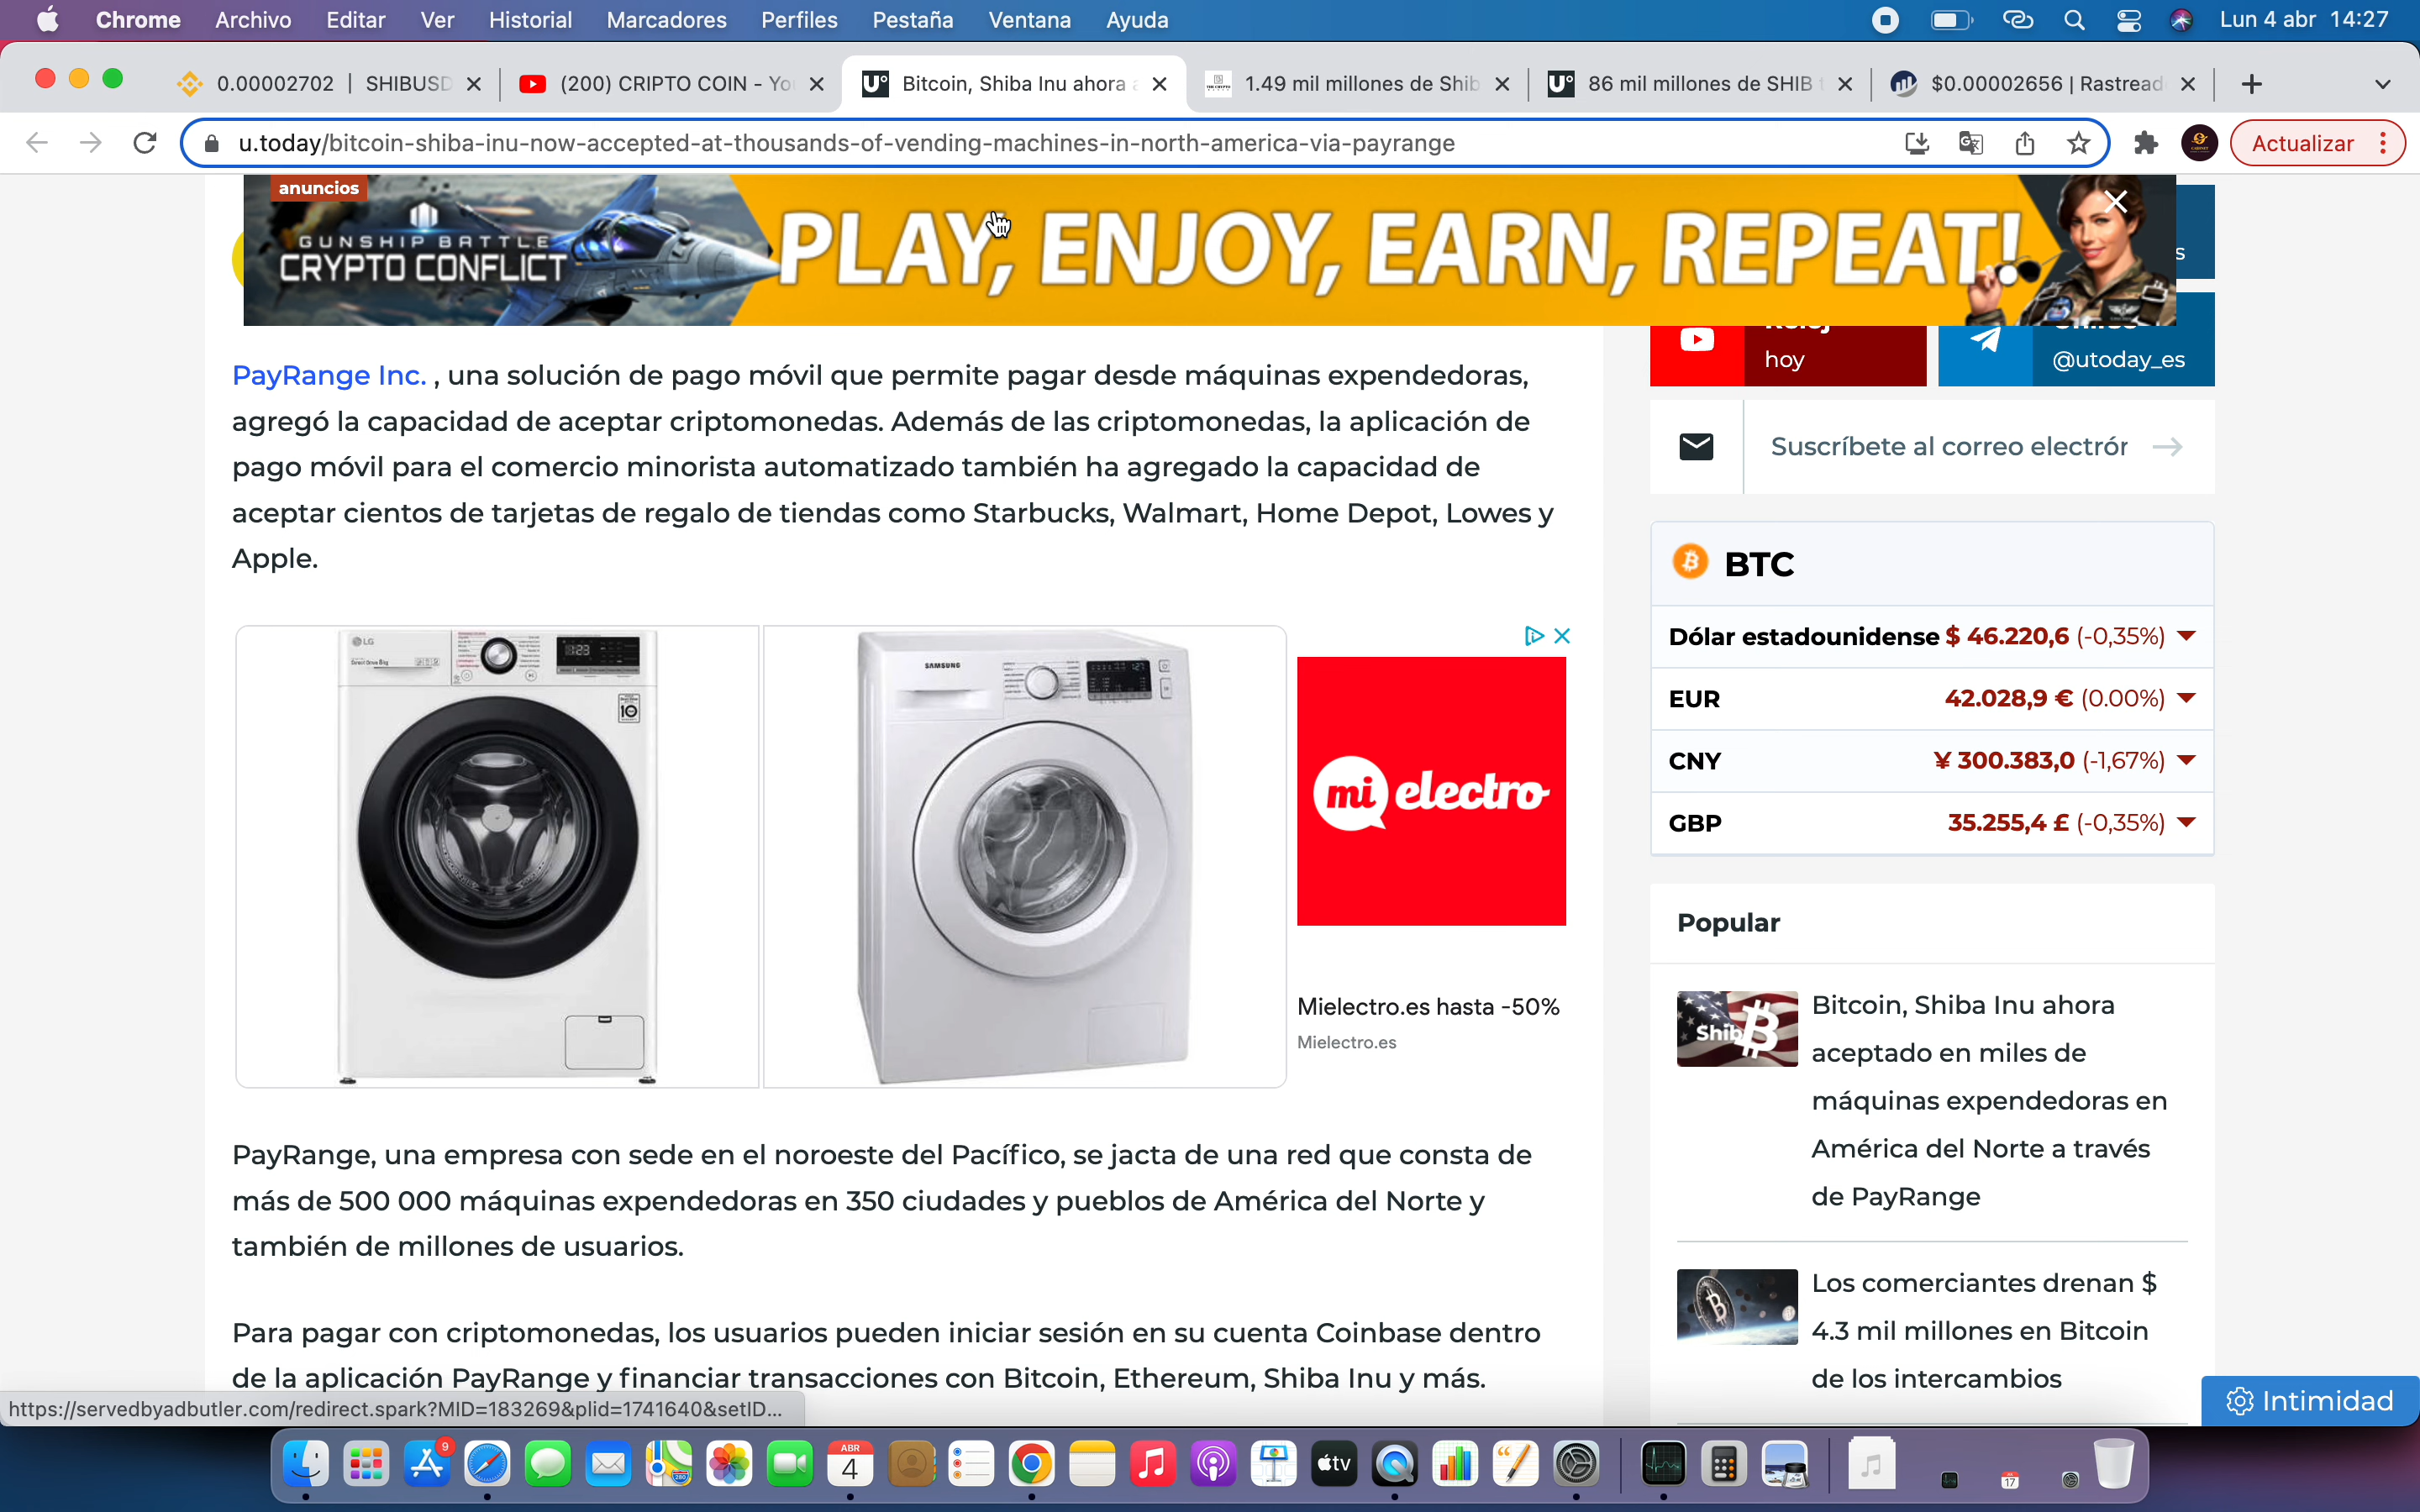 Chrome Archivo Editar Ver Historial Marcadores Perfiles Pestaña Ventana Ayuda Lun 4 abr 14:27
0.00002702 | SHIBUSD (200) CRIPTO COIN - Yo Bitcoin, Shiba Inu ahora a 1.49 mil millones de Shib 86 mil millones de SHIB t $0.00002656 | Rastread
u.today/bitcoin-shiba-inu-now-accepted-at-thousands-of-vending-machines-in-north-america-via-payrange Actualizar
anuncios
GUNSHIP BATTLE
CRYPTO CONFLICT
PLAY, ENJOY, EARN, REPEAT!
hoy
@utoday_es
PayRange Inc. , una solución de pago móvil que permite pagar desde máquinas expendedoras,
agregó la capacidad de aceptar criptomonedas. Además de las criptomonedas, la aplicación de
pago móvil para el comercio minorista automatizado también ha agregado la capacidad de
aceptar cientos de tarjetas de regalo de tiendas como Starbucks, Walmart, Home Depot, Lowes y
Apple.
Suscríbete al correo electrór
BTC
Dólar estadounidense $ 46.220,6 (-0,35%)
EUR 42.028,9 € (0.00%)
CNY ¥ 300.383,0 (-1,67%)
GBP 35.255,4 £ (-0,35%)
LG
SAMSUNG
mi electro
Mielectro.es hasta -50%
Mielectro.es
PayRange, una empresa con sede en el noroeste del Pacífico, se jacta de una red que consta de
más de 500 000 máquinas expendedoras en 350 ciudades y pueblos de América del Norte y
también de millones de usuarios.
Para pagar con criptomonedas, los usuarios pueden iniciar sesión en su cuenta Coinbase dentro
de la aplicación PayRange y financiar transacciones con Bitcoin, Ethereum, Shiba Inu y más.
Popular
Shib
Bitcoin, Shiba Inu ahora
aceptado en miles de
máquinas expendedoras en
América del Norte a través
de PayRange
Los comerciantes drenan $
4.3 mil millones en Bitcoin
de los intercambios
Intimidad
https://servedbyadbutler.com/redirect.spark?MID=183269&plid=1741640&setID...
9
ABR
4
tv
17